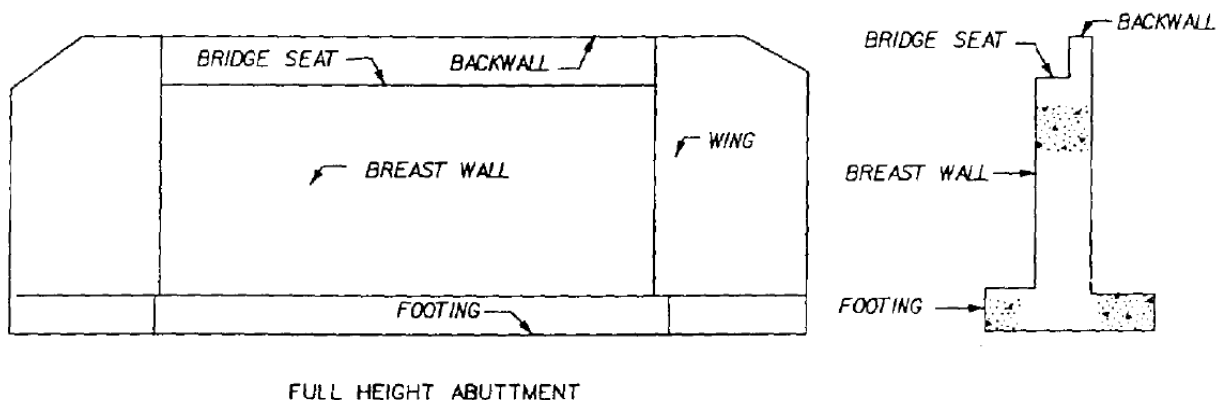 BACKWALL
BRIDGE SEAT
BRIDGE SEAT
BACKWALL
WING
BREAST WALL
BREAST WALL
FOOTING
FOOTING
FULL HEIGHT ABUTTMENT